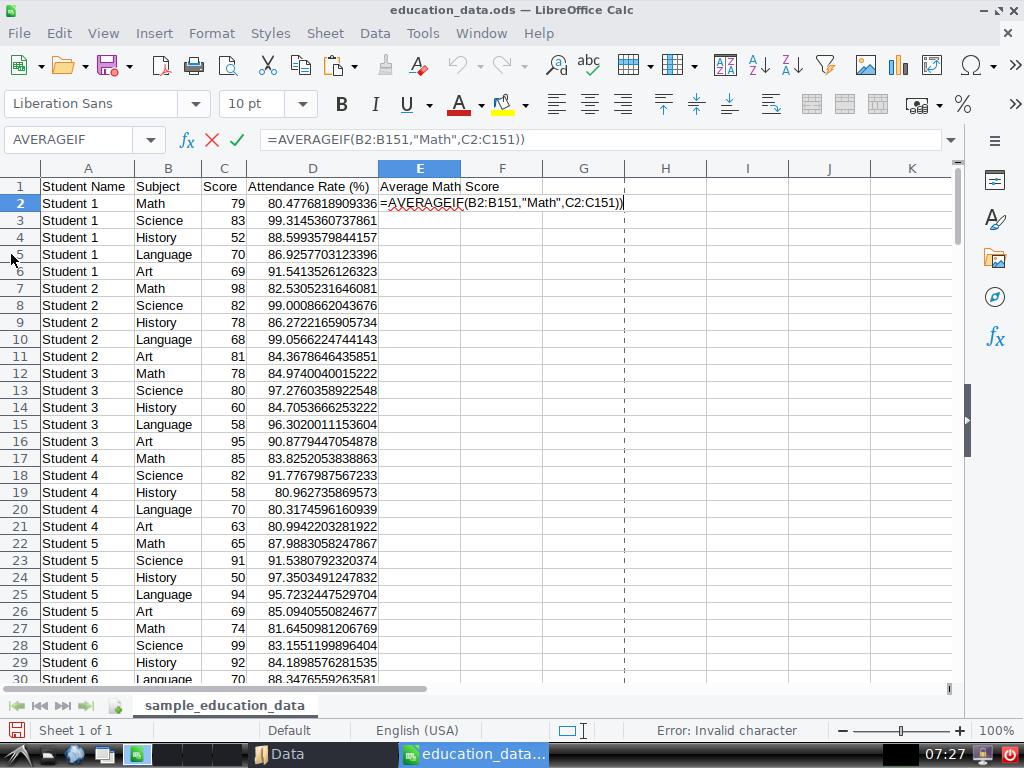 education_data.ods — LibreOffice Calc
File Edit View Insert Format Styles Sheet Data Tools Window Help
Liberation Sans 10 pt
AVERAGEIF =AVERAGEIF(B2:B151,"Math",C2:C151))
A B C D E F G H I J K
1 Student Name Subject Score Attendance Rate (%) Average Math Score
2 Student 1 Math 79 80.4776818909336 =AVERAGEIF(B2:B151,"Math",C2:C151))
3 Student 1 Science 83 99.3145360737861
4 Student 1 History 52 88.5993579844157
5 Student 1 Language 70 86.9257703123396
6 Student 1 Art 69 91.5413526126323
7 Student 2 Math 98 82.5305231646081
8 Student 2 Science 82 99.0008662043676
9 Student 2 History 78 86.2722165905734
10 Student 2 Language 68 99.0566224744143
11 Student 2 Art 81 84.3678646435851
12 Student 3 Math 78 84.9740040015222
13 Student 3 Science 80 97.2760358922548
14 Student 3 History 60 84.7053666253222
15 Student 3 Language 58 96.3020011153604
16 Student 3 Art 95 90.8779447054878
17 Student 4 Math 85 83.8252053838863
18 Student 4 Science 82 91.7767987567233
19 Student 4 History 58 80.962735869573
20 Student 4 Language 70 80.3174596160939
21 Student 4 Art 63 80.9942203281922
22 Student 5 Math 65 87.9883058247867
23 Student 5 Science 91 91.5380792320374
24 Student 5 History 50 97.3503491247832
25 Student 5 Language 94 95.7232447529704
26 Student 5 Art 69 85.0940550824677
27 Student 6 Math 74 81.6450981206769
28 Student 6 Science 99 83.1551199896404
29 Student 6 History 92 84.1898576281535
30 Student 6 Language 70 88.3476559263581
sample_education_data
Sheet 1 of 1 Default English (USA) Error: Invalid character 100%
Data education_data... 07:27